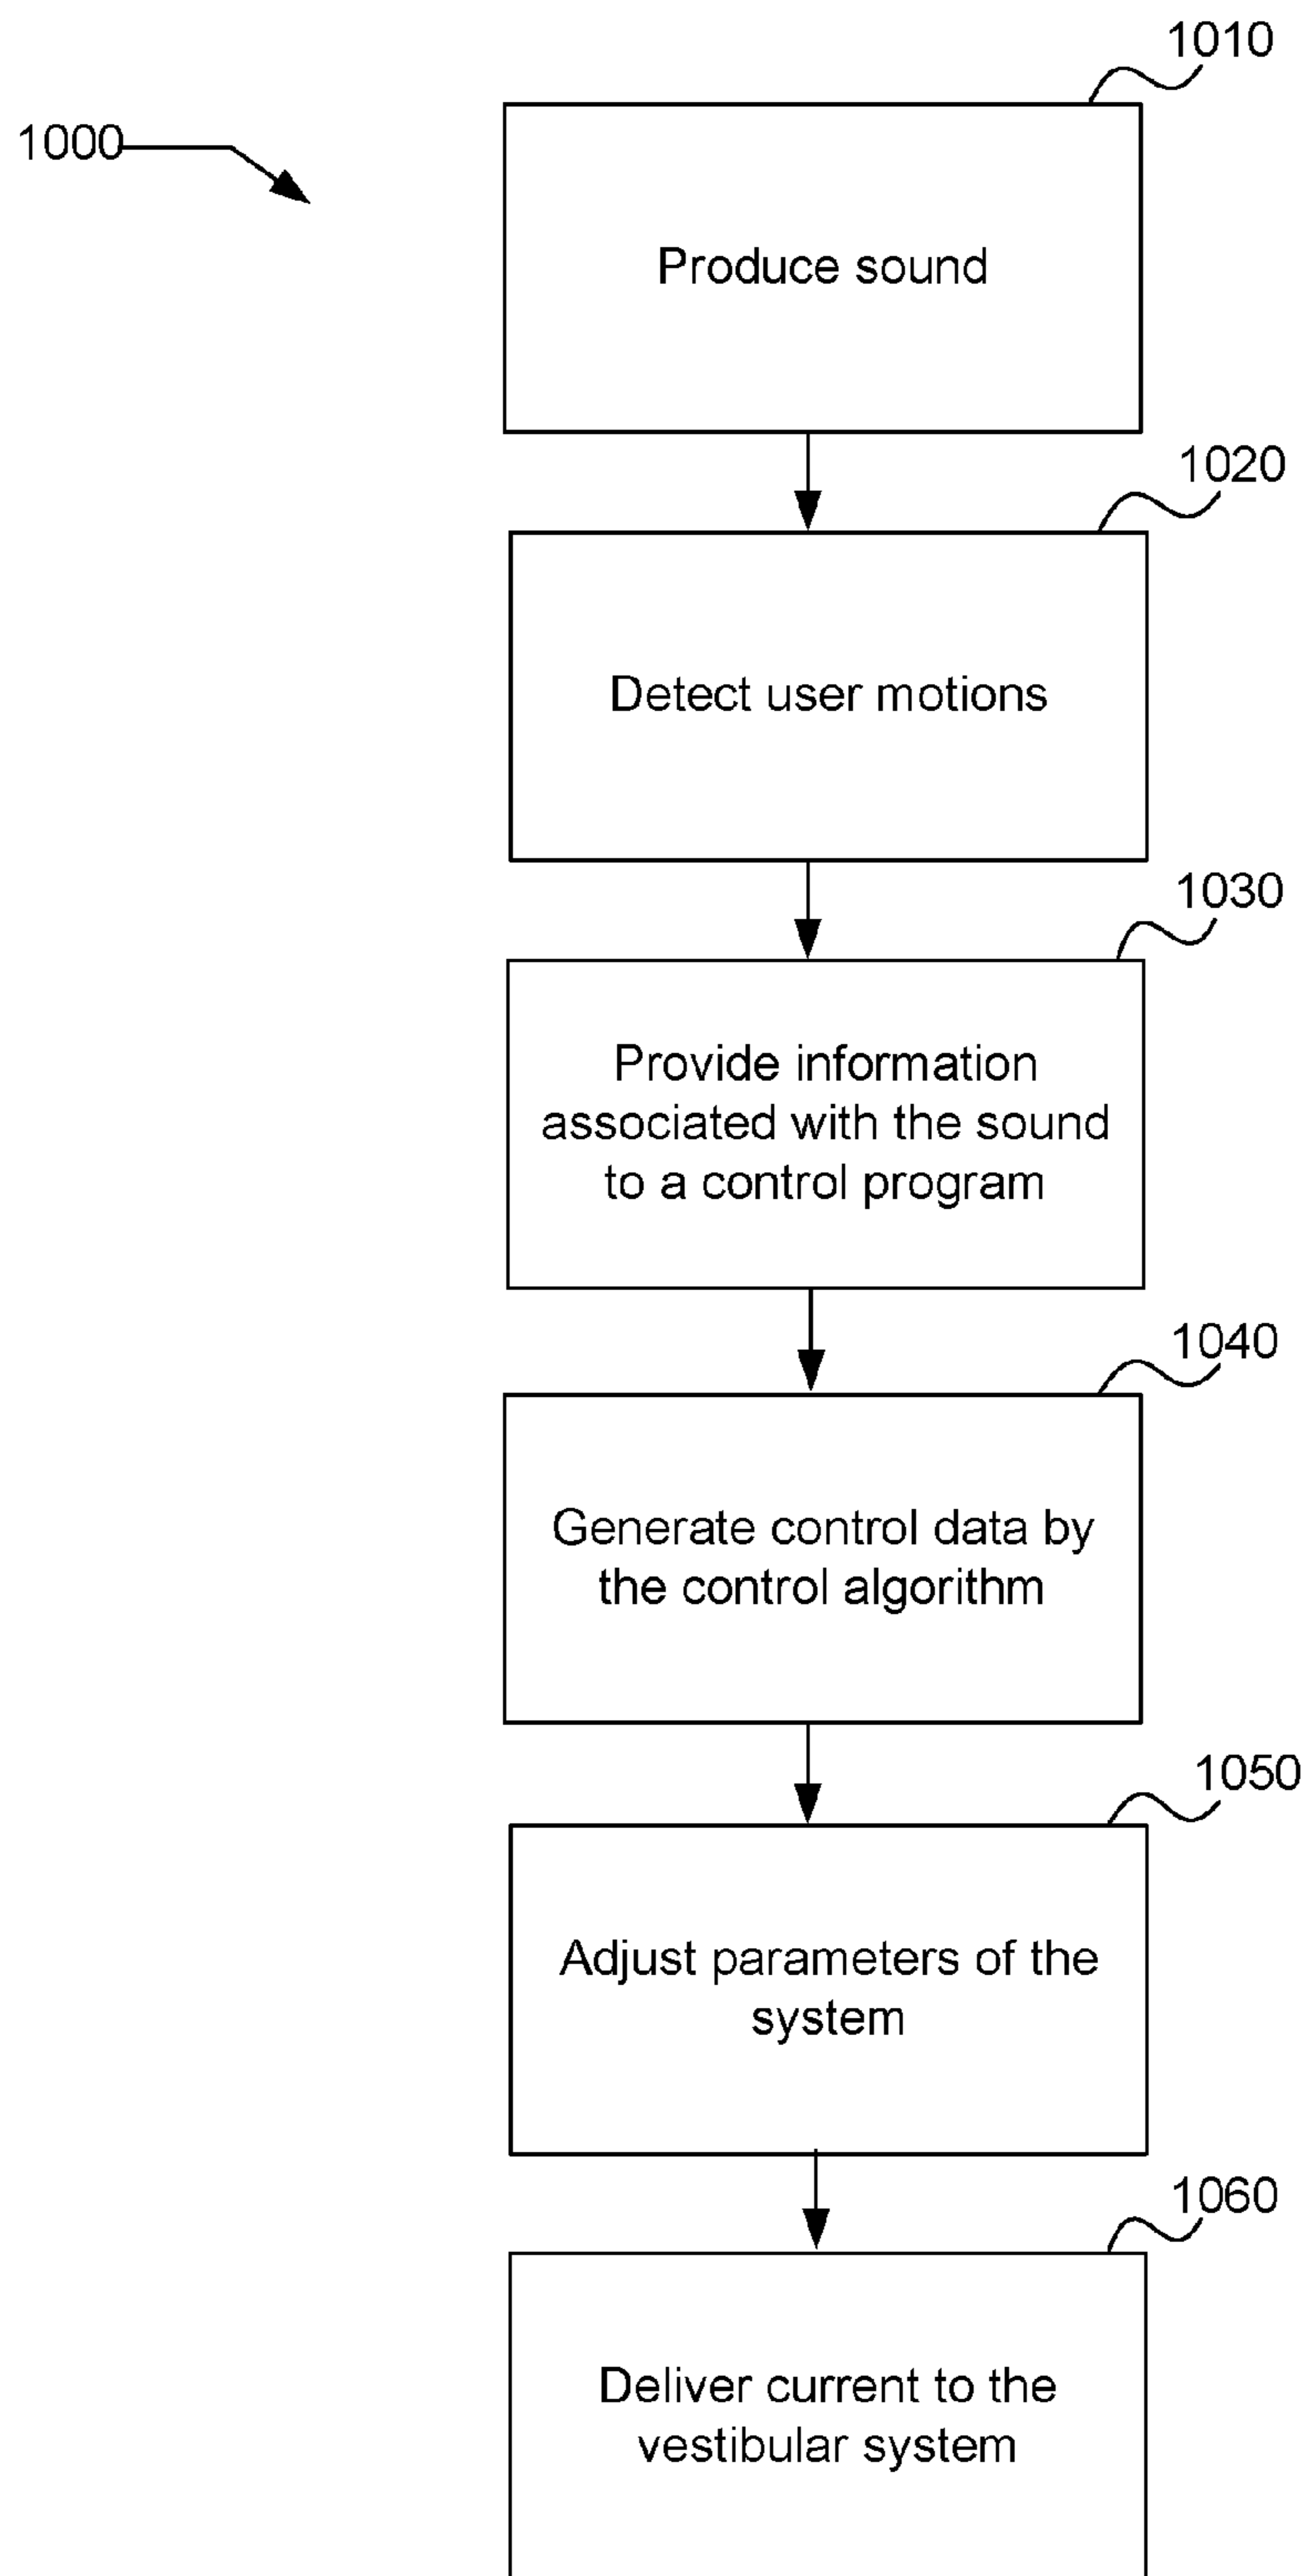 1010
1000
Produce sound
1020
Detect user motions
1030
Provide information
associated with the sound
to a control program
1040
Generate control data by
the control algorithm
1050
Adjust parameters of the
system
1060
Deliver current to the
vestibular system